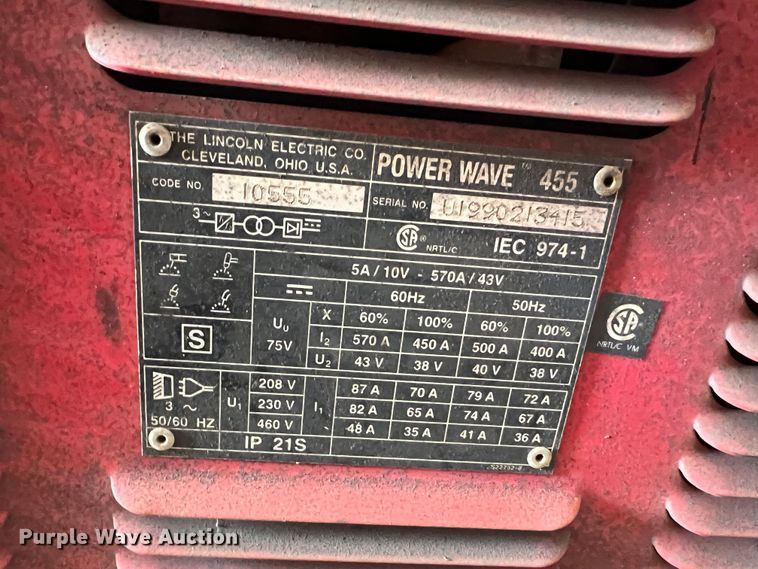 THE LINCOLN ELECTRIC CO.
CLEVELAND, OHIO U.S.A.
POWER WAVE ™ 455
CODE NO. 10555
SERIAL NO. U1990213415
3~
SA ® NRTL/C
IEC 974-1
5A / 10V - 570A / 43V
60Hz 50Hz
U₀ 75V
X 60% 100% 60% 100%
I₂ 570 A 450 A 500 A 400 A
U₂ 43 V 38 V 40 V 38 V
S
3 ~
50/60 HZ
U₁ I₁
208 V 87 A 70 A 79 A 72 A
230 V 82 A 65 A 74 A 67 A
460 V 48 A 35 A 41 A 36 A
IP 21S
SA
NRTL/C VM
Purple Wave Auction